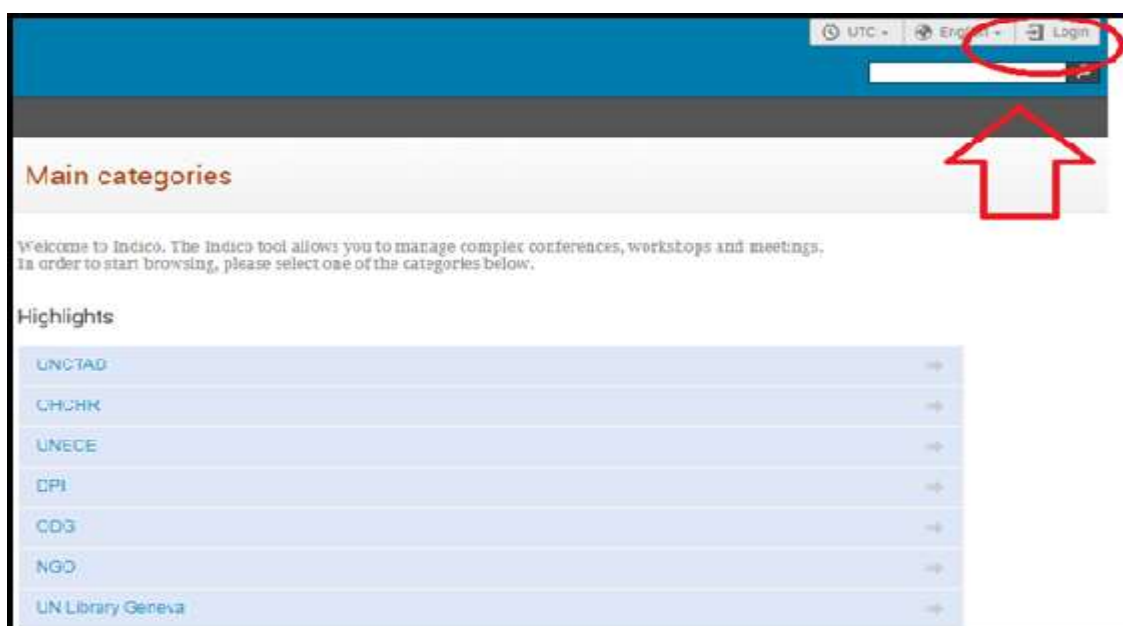 UTC
English
Login
Main categories
Welcome to Indico. The Indico tool allows you to manage complex conferences, workshops and meetings.
In order to start browsing, please select one of the categories below.
Highlights
UNCTAD
OHCHR
UNECE
DPI
CDG
NGO
UN Library Geneva